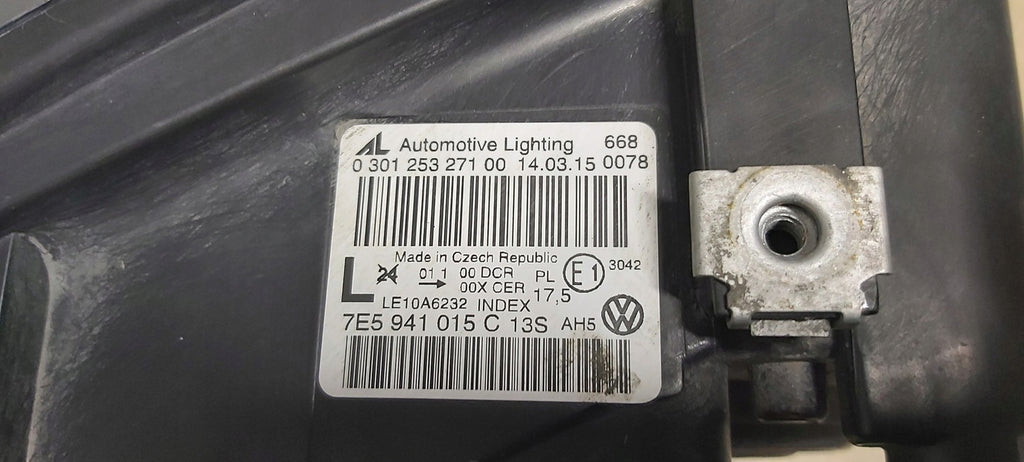 AL Automotive Lighting 668
0 301 253 271 00 14.03.15 0078
Made in Czech Republic
L 24 01 1 00 DCR PL E1 3042
→ 00X CER 17,5
LE10A6232 INDEX
7E5 941 015 C 13S AH5 VW